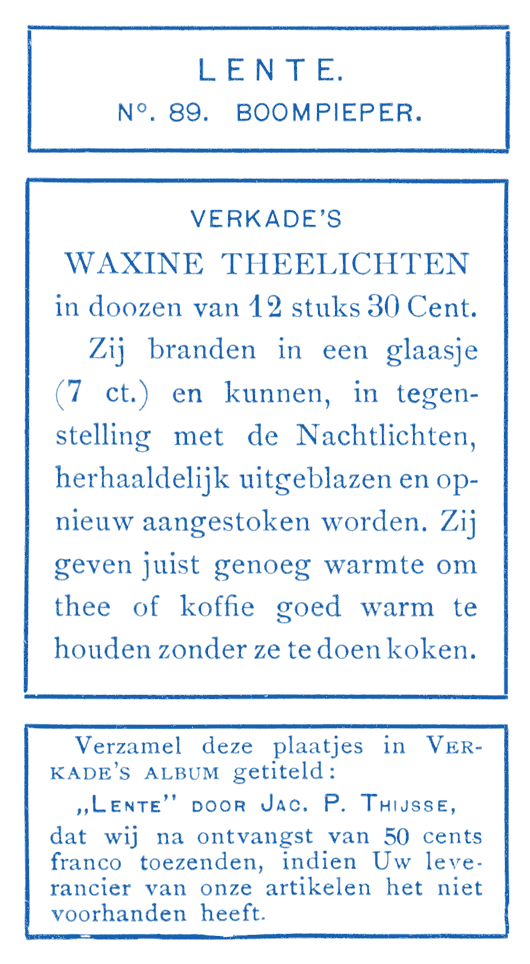 LENTE.
Nº. 89. BOOMPIEPER.
VERKADE'S
WAXINE THEELICHTEN
in doozen van 12 stuks 30 Cent.
Zij branden in een glaasje
(7 ct.) en kunnen, in tegen-
stelling met de Nachtlichten,
herhaaldelijk uitgeblazen en op-
nieuw aangestoken worden. Zij
geven juist genoeg warmte om
thee of koffie goed warm te
houden zonder ze te doen koken.
Verzamel deze plaatjes in VER-
KADE'S ALBUM getiteld:
„LENTE” DOOR JAC. P. THIJSSE,
dat wij na ontvangst van 50 cents
franco toezenden, indien Uw leve-
rancier van onze artikelen het niet
voorhanden heeft.